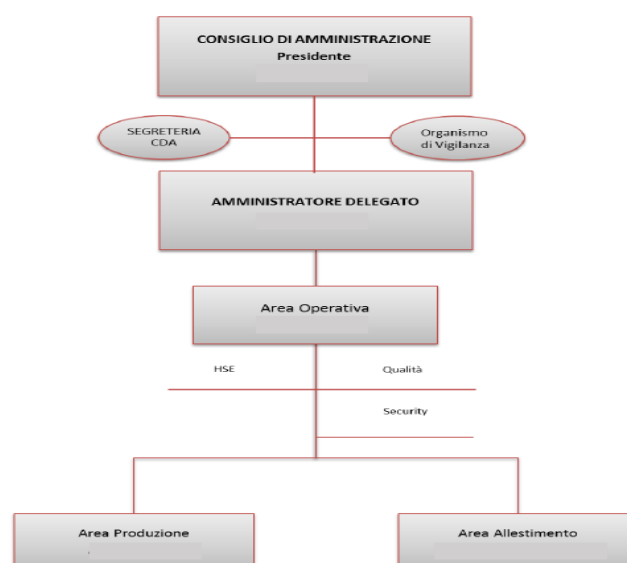 CONSIGLIO DI AMMINISTRAZIONE
Presidente
SEGRETERIA
CDA
Organismo
di Vigilanza
AMMINISTRATORE DELEGATO
Area Operativa
HSE
Qualità
Security
Area Produzione
Area Allestimento